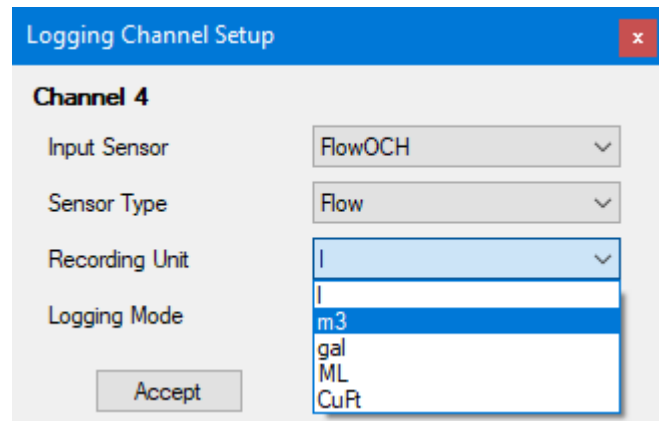 Logging Channel Setup x
Channel 4
Input Sensor FlowOCH
Sensor Type Flow
Recording Unit l
l
Logging Mode m3
gal
ML
Accept CuFt